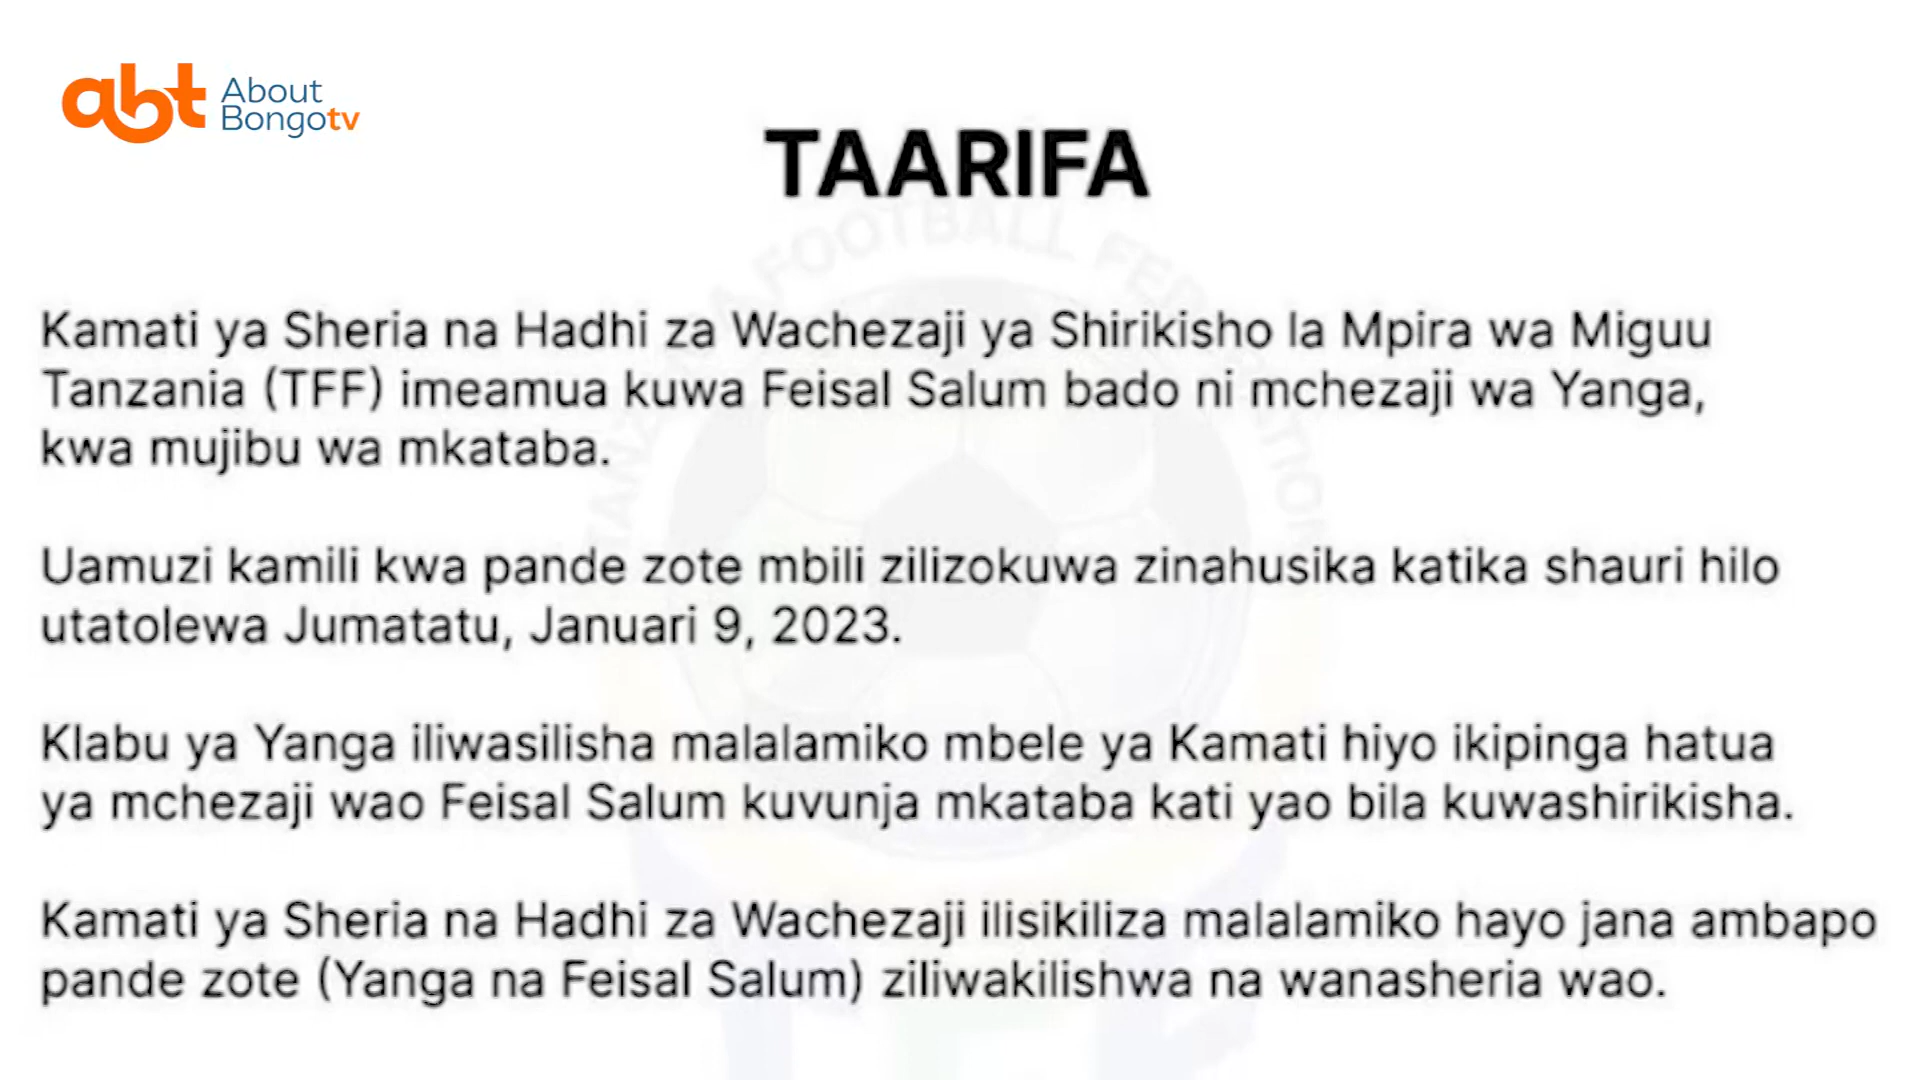 abt About
Bongotv
TAARIFA
TANZANIA FOOTBALL FEDERATION
Kamati ya Sheria na Hadhi za Wachezaji ya Shirikisho la Mpira wa Miguu
Tanzania (TFF) imeamua kuwa Feisal Salum bado ni mchezaji wa Yanga,
kwa mujibu wa mkataba.
Uamuzi kamili kwa pande zote mbili zilizokuwa zinahusika katika shauri hilo
utatolewa Jumatatu, Januari 9, 2023.
Klabu ya Yanga iliwasilisha malalamiko mbele ya Kamati hiyo ikipinga hatua
ya mchezaji wao Feisal Salum kuvunja mkataba kati yao bila kuwashirikisha.
Kamati ya Sheria na Hadhi za Wachezaji ilisikiliza malalamiko hayo jana ambapo
pande zote (Yanga na Feisal Salum) ziliwakilishwa na wanasheria wao.